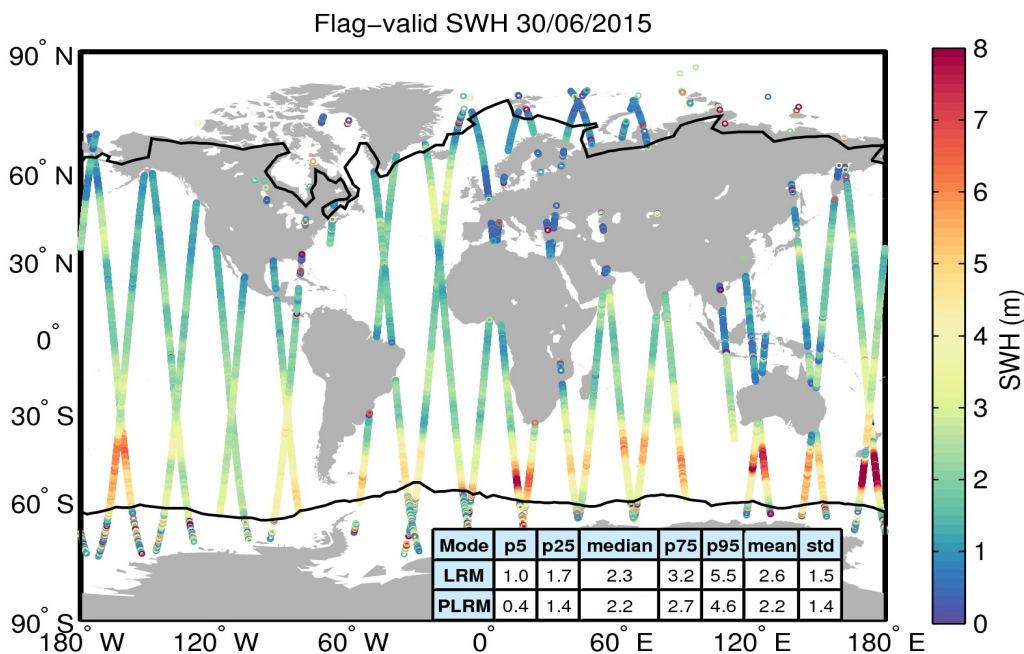 Flag−valid SWH 30/06/2015
90° N
60° N
30° N
0°
30° S
60° S
90° S
180° W
120° W
60° W
0°
60° E
120° E
180° E
Mode p5 p25 median p75 p95 mean std
LRM 1.0 1.7 2.3 3.2 5.5 2.6 1.5
PLRM 0.4 1.4 2.2 2.7 4.6 2.2 1.4
8
7
6
5
4
3
2
1
0
SWH (m)